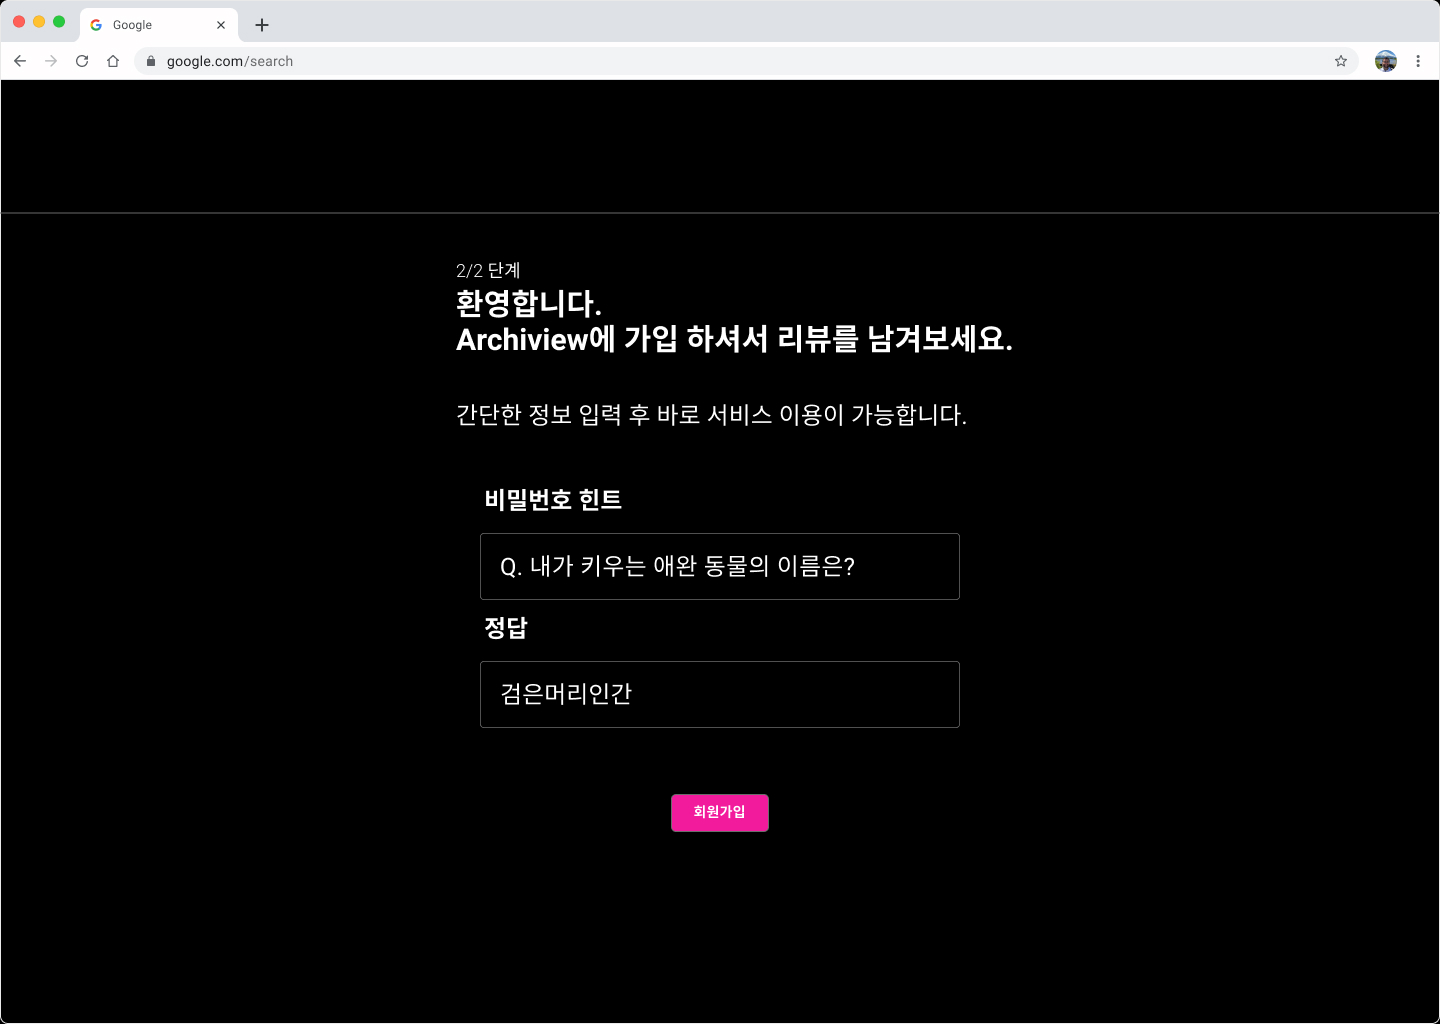 Google
google.com/search
2/2 단계
환영합니다.
Archiview에 가입 하셔서 리뷰를 남겨보세요.
간단한 정보 입력 후 바로 서비스 이용이 가능합니다.
비밀번호 힌트
Q. 내가 키우는 애완 동물의 이름은?
정답
검은머리인간
회원가입